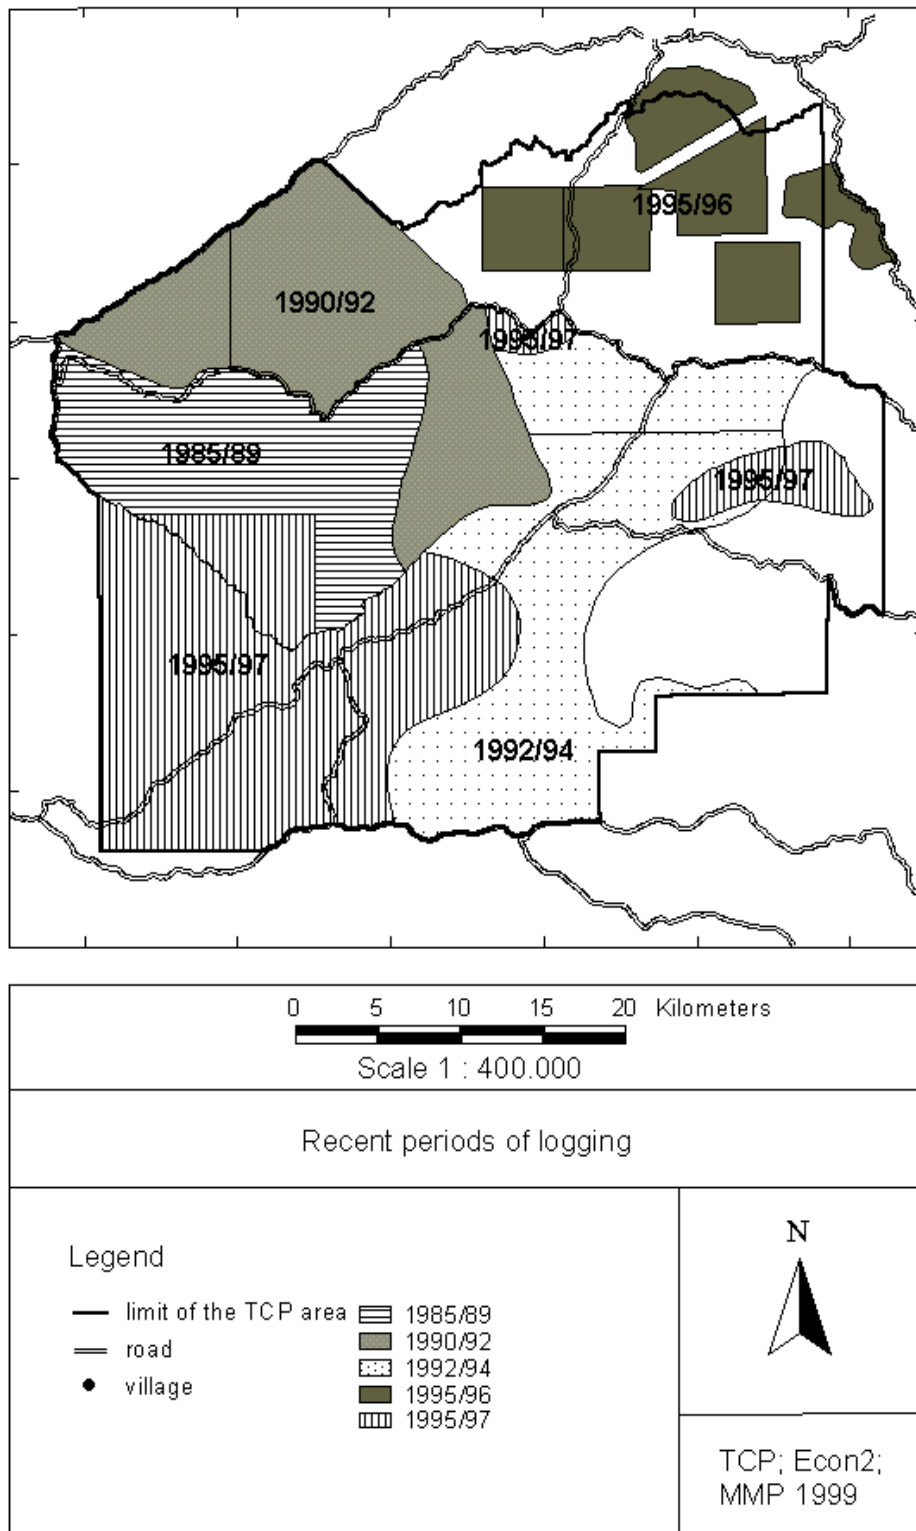 1995/96
1990/92
1995/97
1985/89
1995/97
1995/97
1992/94
0 5 10 15 20 Kilometers
Scale 1 : 400.000
Recent periods of logging
N
Legend
limit of the TCP area
road
village
1985/89
1990/92
1992/94
1995/96
1995/97
TCP; Econ2;
MMP 1999